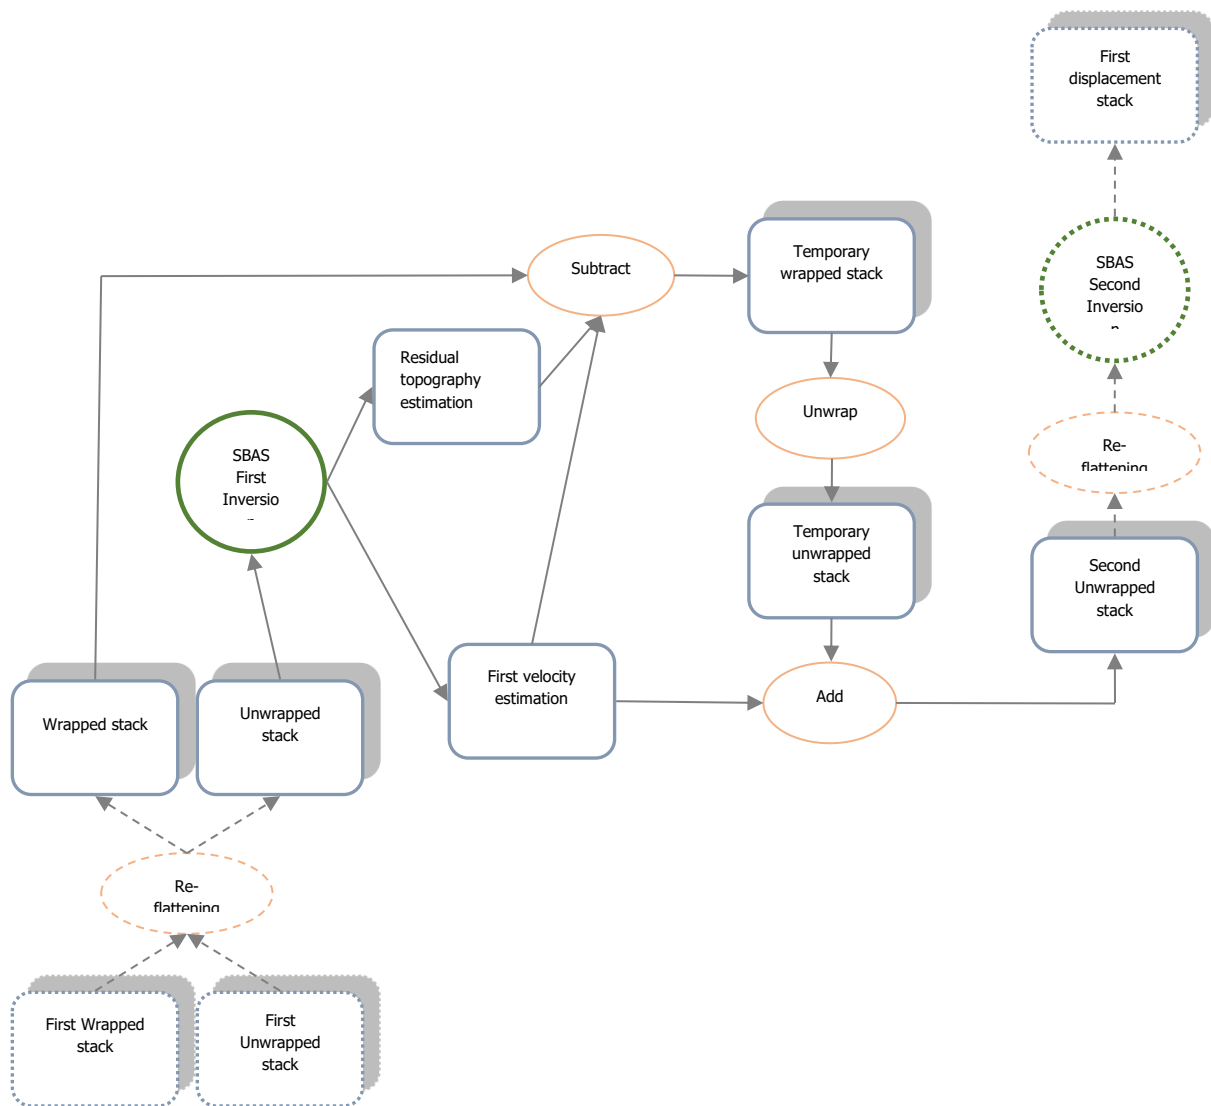 First
displacement
stack
Subtract
Temporary
wrapped stack
SBAS
Second
Inversio
n
Residual
topography
estimation
Unwrap
SBAS
First
Inversio
Re-
flattening
Temporary
unwrapped
stack
Second
Unwrapped
stack
First velocity
estimation
Add
Wrapped stack
Unwrapped
stack
Re-
flattening
First Wrapped
stack
First
Unwrapped
stack